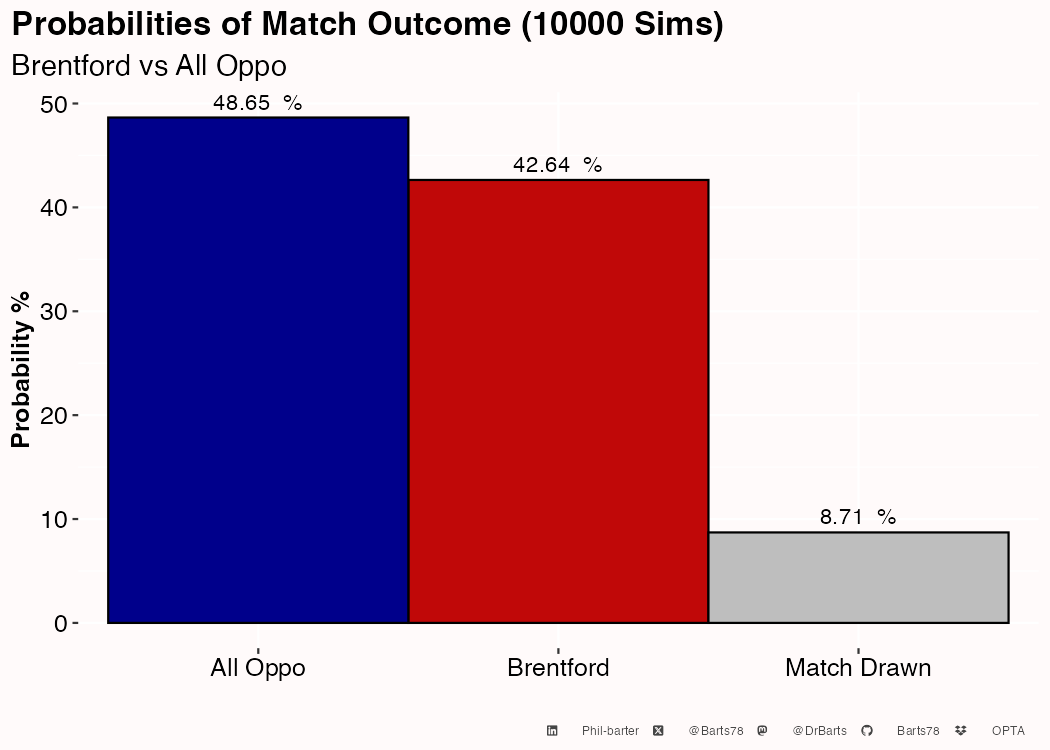 Probabilities of Match Outcome (10000 Sims)
Brentford vs All Oppo
48.65 %
42.64 %
8.71 %
Probability %
50
40
30
20
10
0
All Oppo
Brentford
Match Drawn
Phil-barter @Barts78 @DrBarts Barts78 OPTA